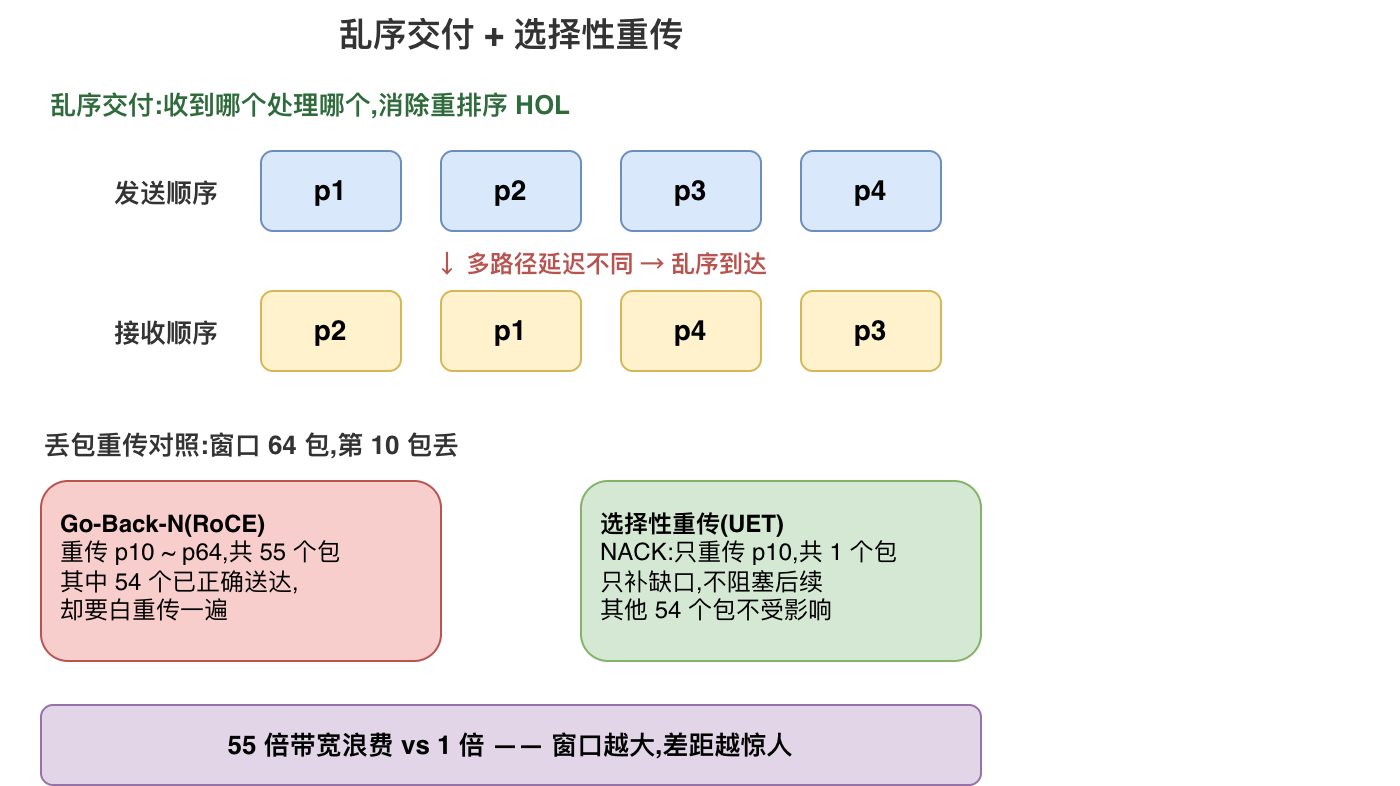 乱序交付 + 选择性重传
乱序交付:收到哪个处理哪个,消除重排序 HOL
发送顺序 p1 p2 p3 p4
↓ 多路径延迟不同 → 乱序到达
接收顺序 p2 p1 p4 p3
丢包重传对照:窗口 64 包,第 10 包丢
Go-Back-N(RoCE)
重传 p10 ~ p64,共 55 个包
其中 54 个已正确送达,
却要白重传一遍
选择性重传(UET)
NACK:只重传 p10,共 1 个包
只补缺口,不阻塞后续
其他 54 个包不受影响
55 倍带宽浪费 vs 1 倍 —— 窗口越大,差距越惊人